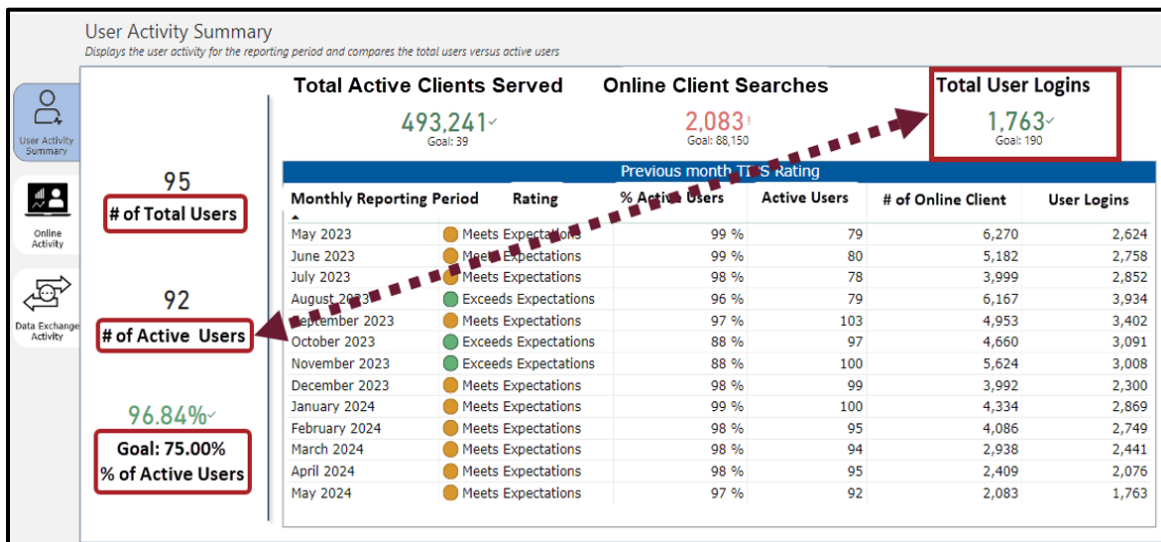 User Activity Summary
Displays the user activity for the reporting period and compares the total users versus active users
User Activity
Summary
Online
Activity
Data Exchange
Activity
95
# of Total Users
92
# of Active Users
96.84%
Goal: 75.00%
% of Active Users
Total Active Clients Served
493,241
Goal: 39
Online Client Searches
2,083!
Goal: 88,150
Total User Logins
1,763
Goal: 190
Previous month Rating
Monthly Reporting Period Rating % Active Users Active Users # of Online Client User Logins
May 2023 Meets Expectations 99 % 79 6,270 2,624
June 2023 Meets Expectations 99 % 80 5,182 2,758
July 2023 Meets Expectations 98 % 78 3,999 2,852
August 2023 Exceeds Expectations 96 % 79 6,167 3,934
September 2023 Meets Expectations 97 % 103 4,953 3,402
October 2023 Exceeds Expectations 88 % 97 4,660 3,091
November 2023 Exceeds Expectations 88 % 100 5,624 3,008
December 2023 Meets Expectations 98 % 99 3,992 2,300
January 2024 Meets Expectations 99 % 100 4,334 2,869
February 2024 Meets Expectations 98 % 95 4,086 2,749
March 2024 Meets Expectations 98 % 94 2,938 2,441
April 2024 Meets Expectations 98 % 95 2,409 2,076
May 2024 Meets Expectations 97 % 92 2,083 1,763